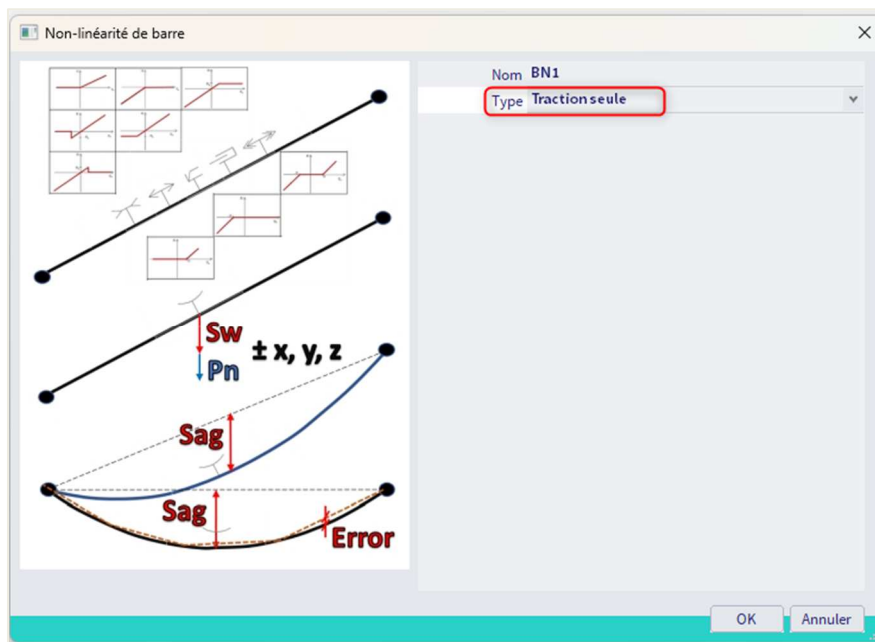 Non-linéarité de barre
Nom BN1
Type Traction seule
Sw
± x, y, z
Pn
Sag
Sag
Error
OK
Annuler